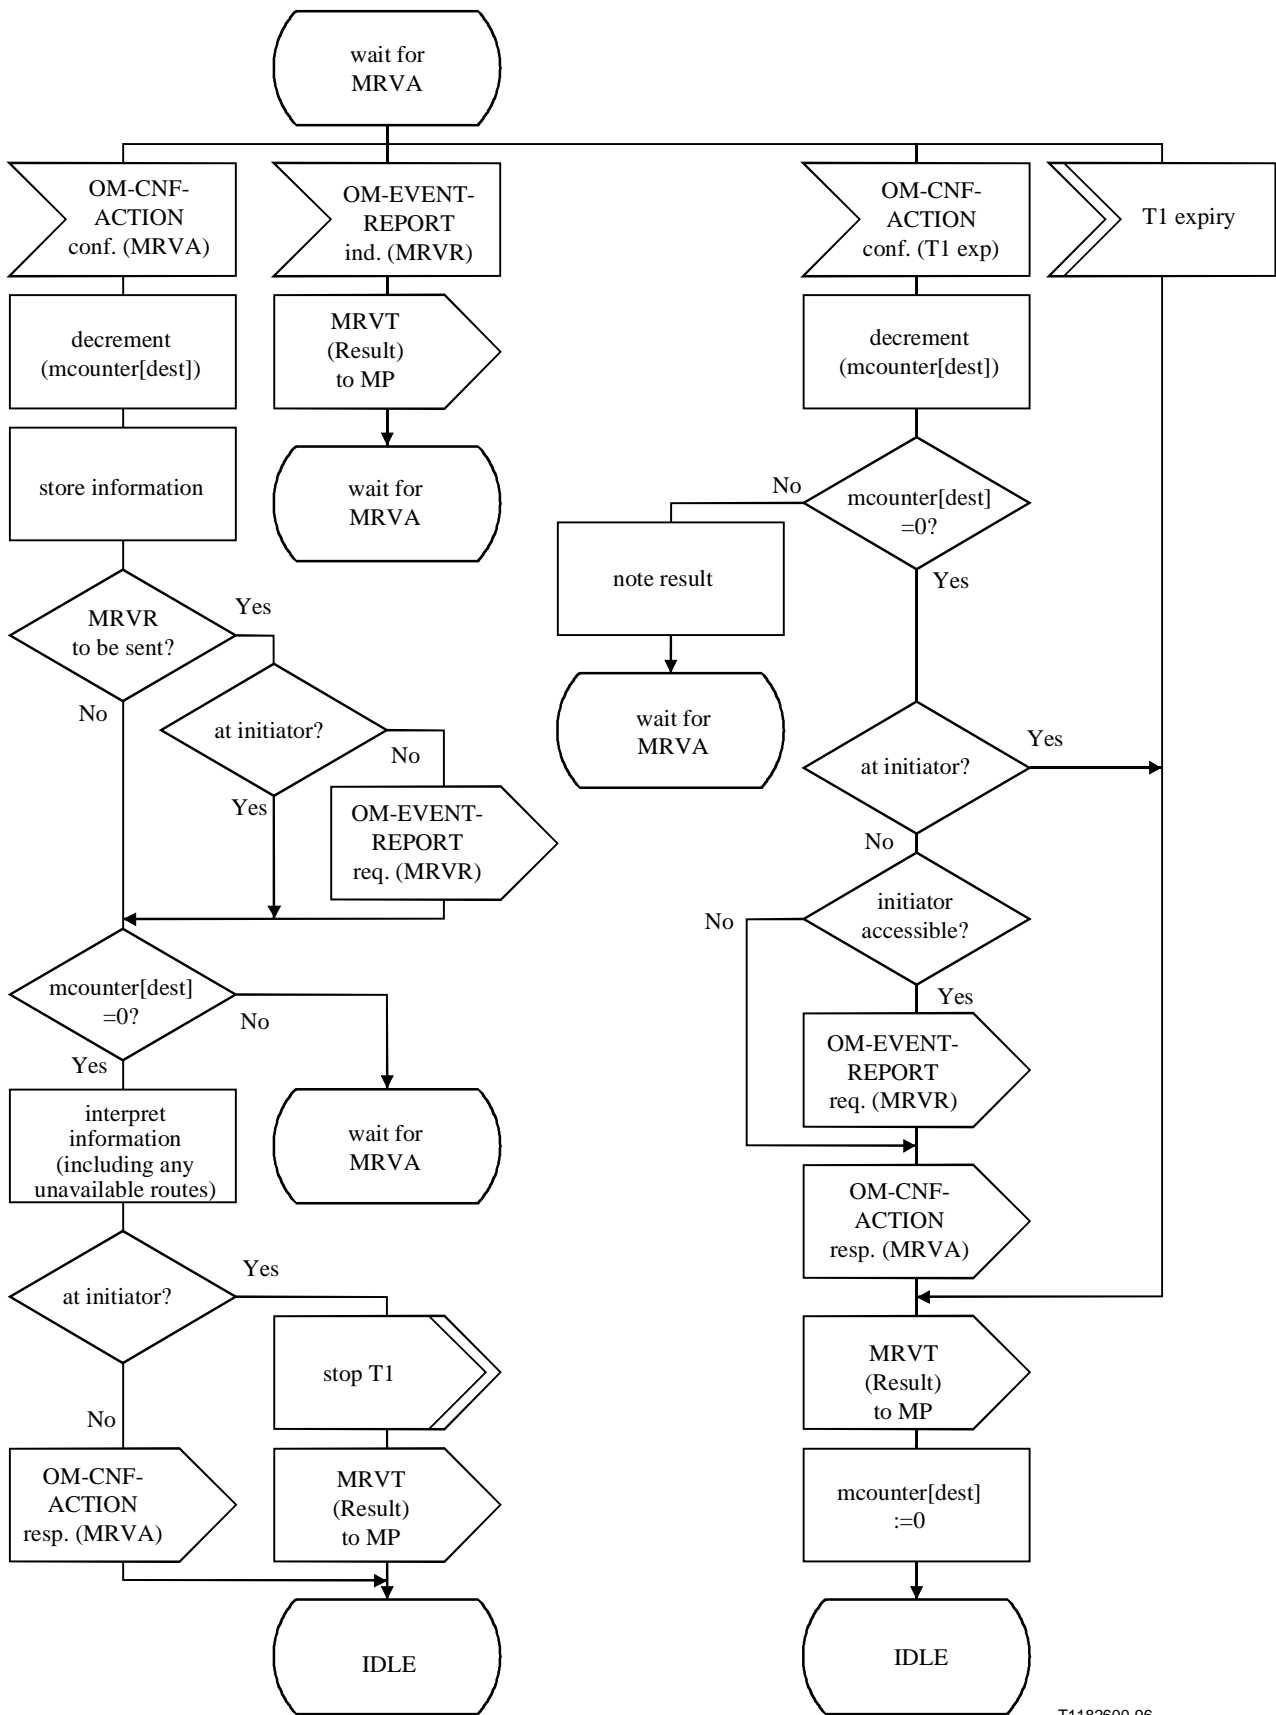 wait for
MRVA
OM-CNF-
ACTION
conf. (MRVA)
OM-EVENT-
REPORT
ind. (MRVR)
OM-CNF-
ACTION
conf. (T1 exp)
T1 expiry
decrement
(mcounter[dest])
MRVT
(Result)
to MP
decrement
(mcounter[dest])
store information
wait for
MRVA
No
mcounter[dest]
=0?
Yes
note result
MRVR
to be sent?
Yes
No
at initiator?
No
Yes
wait for
MRVA
at initiator?
Yes
No
OM-EVENT-
REPORT
req. (MRVR)
initiator
accessible?
No
Yes
mcounter[dest]
=0?
No
Yes
OM-EVENT-
REPORT
req. (MRVR)
interpret
information
(including any
unavailable routes)
wait for
MRVA
OM-CNF-
ACTION
resp. (MRVA)
at initiator?
Yes
No
stop T1
MRVT
(Result)
to MP
OM-CNF-
ACTION
resp. (MRVA)
MRVT
(Result)
to MP
mcounter[dest]
:=0
IDLE
IDLE
T1182600-96